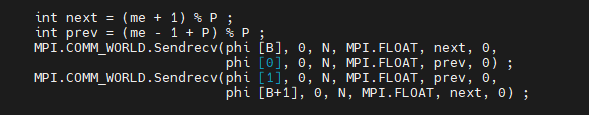 int next = (me + 1) % P ;
int prev = (me - 1 + P) % P ;
MPI.COMM_WORLD.Sendrecv(phi [B], 0, N, MPI.FLOAT, next, 0,
phi [0], 0, N, MPI.FLOAT, prev, 0) ;
MPI.COMM_WORLD.Sendrecv(phi [1], 0, N, MPI.FLOAT, prev, 0,
phi [B+1], 0, N, MPI.FLOAT, next, 0) ;